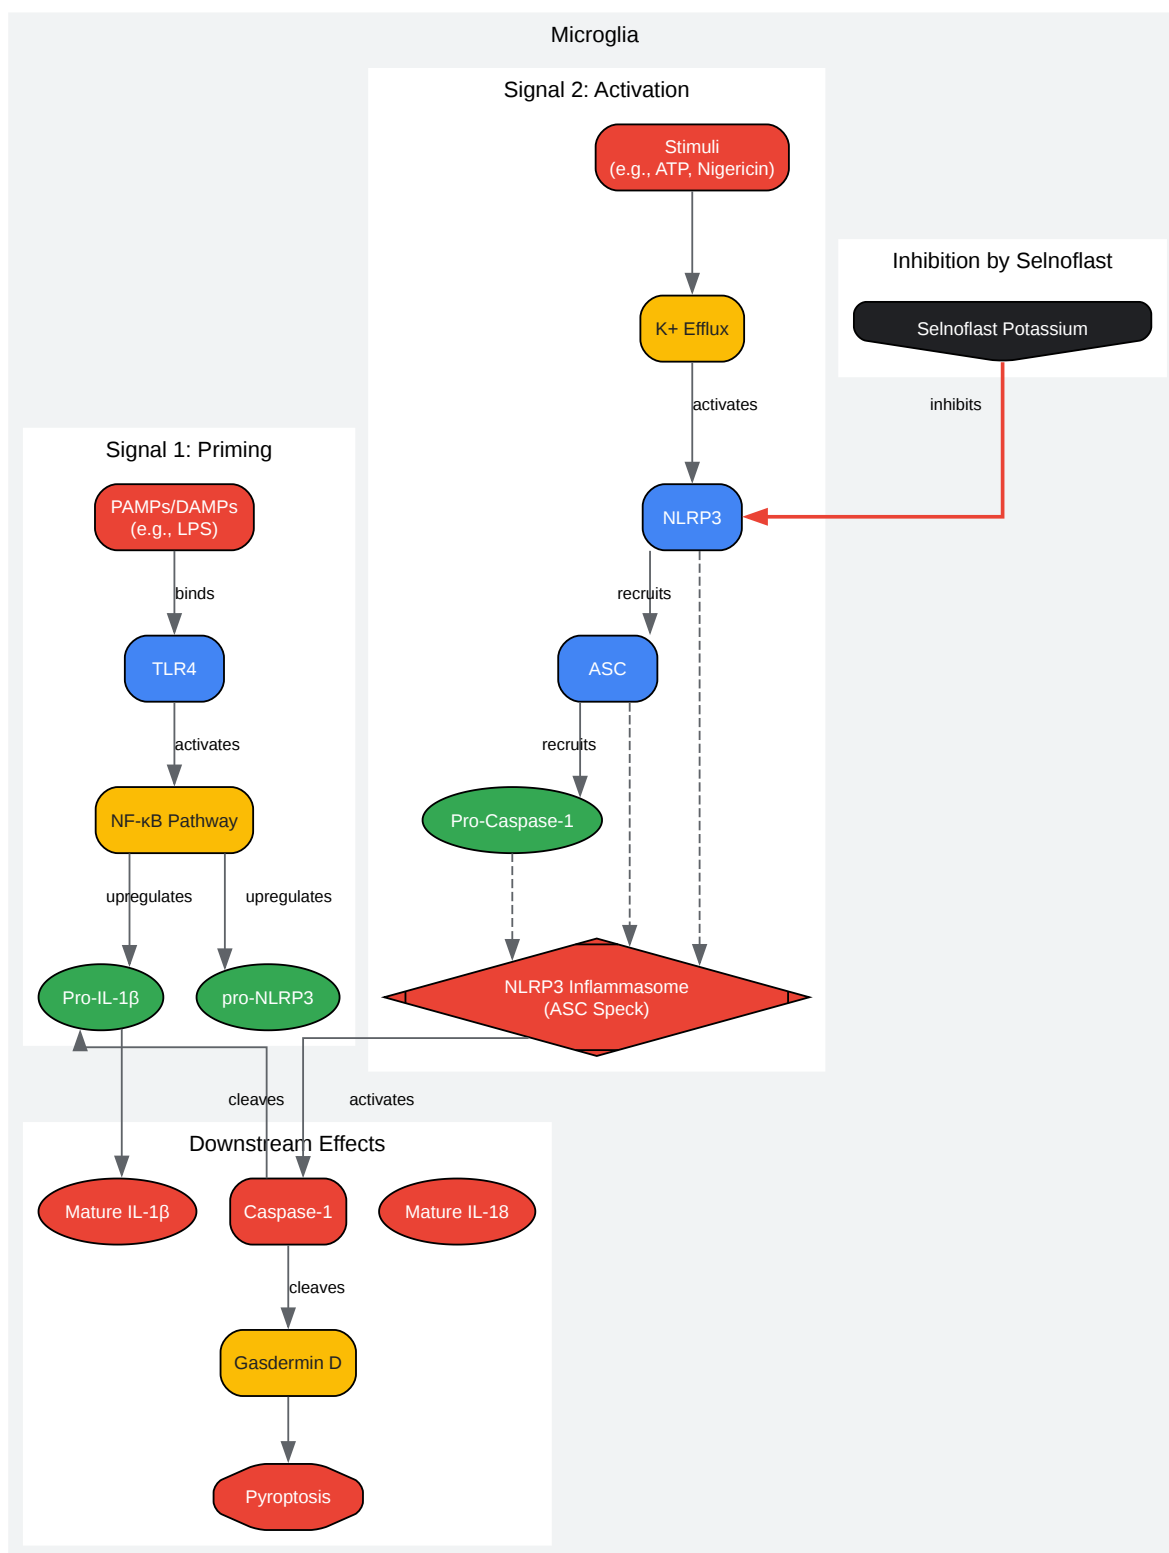 Microglia
Signal 2: Activation
Stimuli
(e.g., ATP, Nigericin)
K+ Efflux
activates
NLRP3
recruits
ASC
recruits
Pro-Caspase-1
NLRP3 Inflammasome
(ASC Speck)
Inhibition by Selnoflast
Selnoflast Potassium
inhibits
Signal 1: Priming
PAMPs/DAMPs
(e.g., LPS)
binds
TLR4
activates
NF-κB Pathway
upregulates
upregulates
Pro-IL-1β
pro-NLRP3
cleaves
activates
Downstream Effects
Mature IL-1β
Caspase-1
Mature IL-18
cleaves
Gasdermin D
Pyroptosis